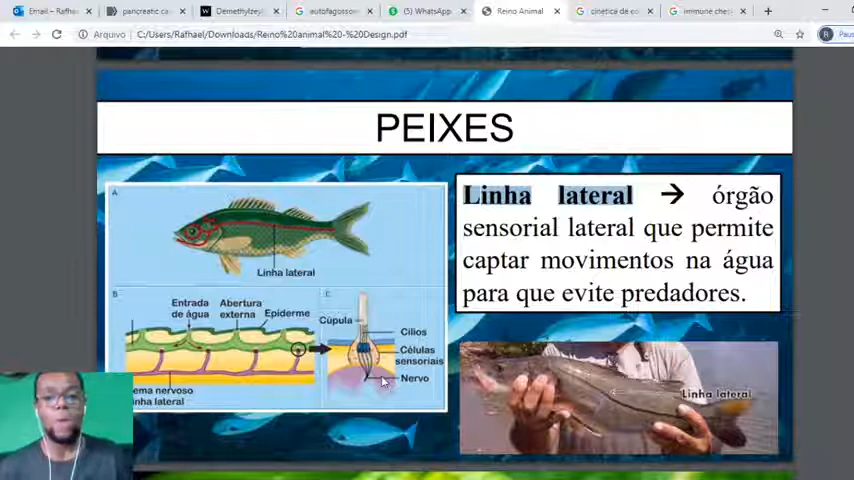 Email – Rafhae
pancreatic ca
Demethylzeyl
autofagossom
(5) WhatsApp
Reino Animal
cinética de co
immune chec
Arquivo | C:/Users/Rafhael/Downloads/Reino%20animal%20-%20Design.pdf
R
Paus
PEIXES
A
Linha lateral
B
Entrada
de água
Abertura
externa
Epiderme
ema nervoso
linha lateral
C
Cúpula
Cílios
Células
sensoriais
Nervo
Linha lateral → órgão
sensorial lateral que permite
captar movimentos na água
para que evite predadores.
Linha lateral